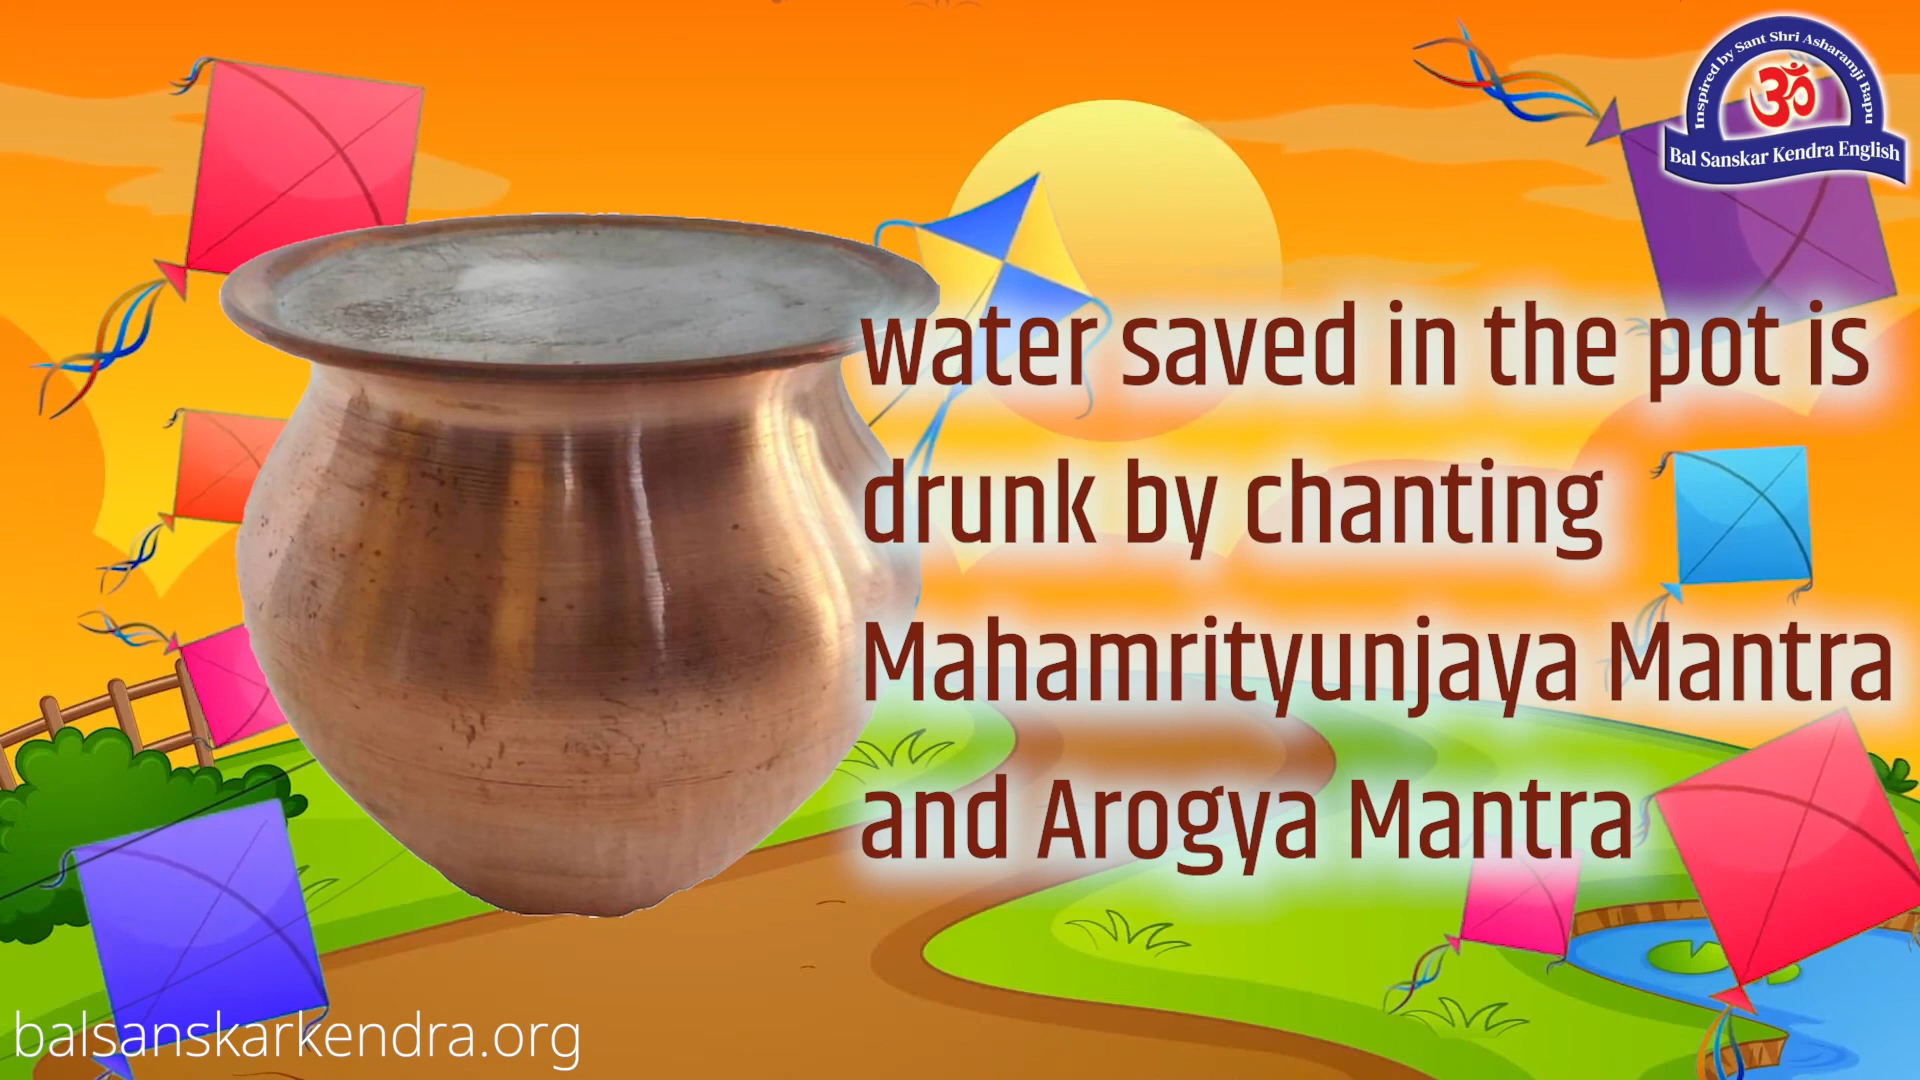 Inspired by Sant Shri Asharamji Bapu
ॐ
Bal Sanskar Kendra English
water saved in the pot is
drunk by chanting
Mahamrityunjaya Mantra
and Arogya Mantra
balsanskarkendra.org